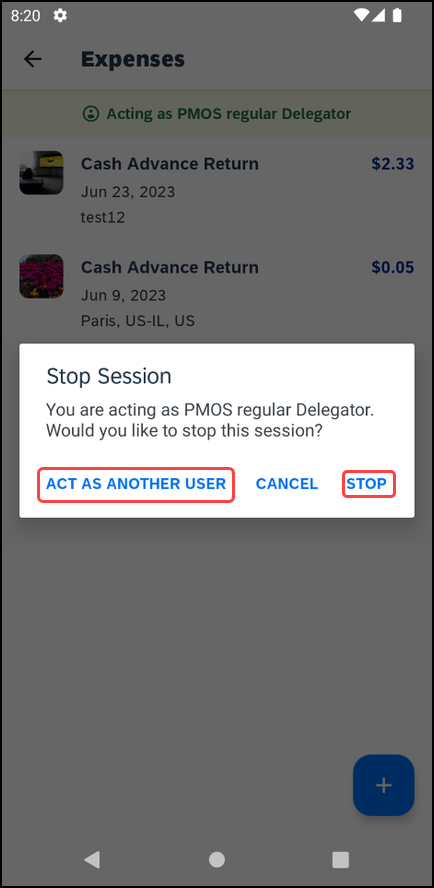 8:20
Expenses
Acting as PMOS regular Delegator
Cash Advance Return $2.33
Jun 23, 2023
test12
Cash Advance Return $0.05
Jun 9, 2023
Paris, US-IL, US
Stop Session
You are acting as PMOS regular Delegator.
Would you like to stop this session?
ACT AS ANOTHER USER CANCEL STOP